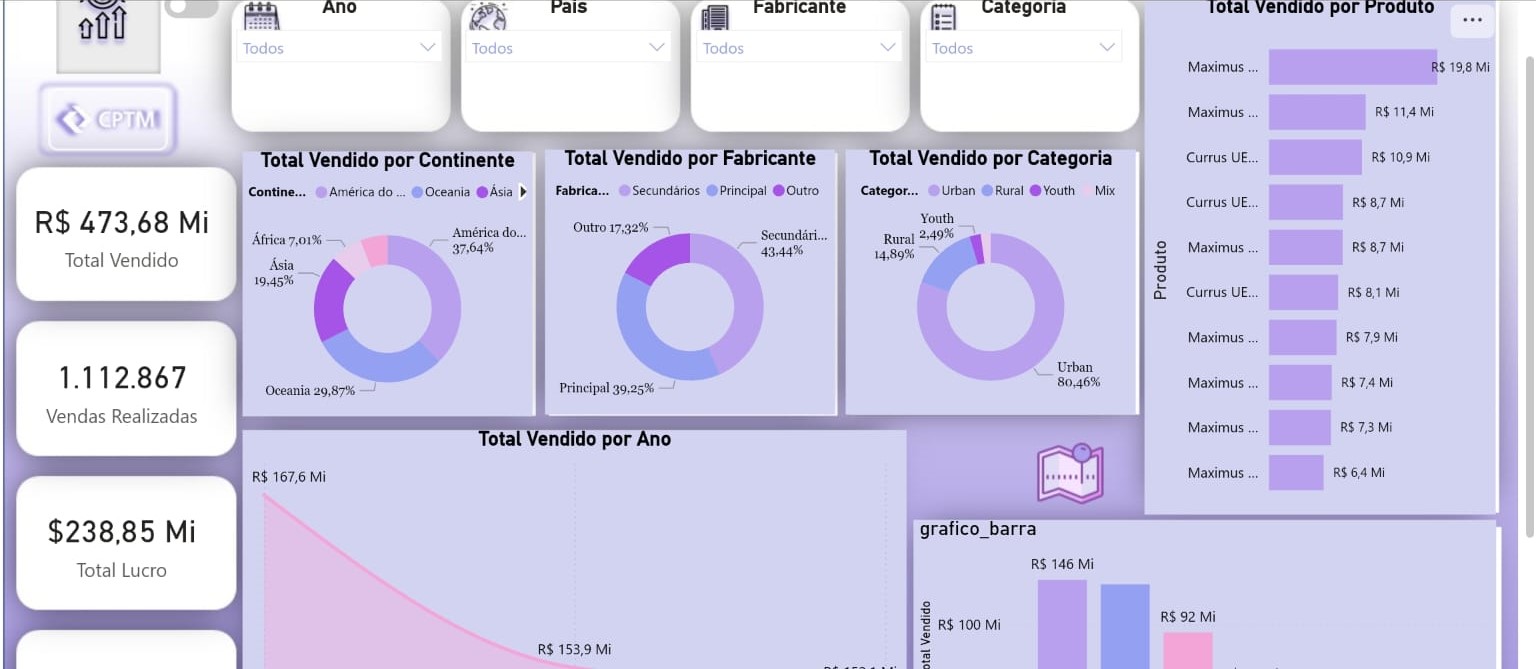 Ano
País
Fabricante
Categoria
Todos
Todos
Todos
Todos
CPTM
R$ 473,68 Mi
Total Vendido
1.112.867
Vendas Realizadas
$238,85 Mi
Total Lucro
Total Vendido por Continente
Contine... América do ... Oceania Ásia
África 7,01%
América do...
37,64%
Ásia
19,45%
Oceania 29,87%
Total Vendido por Fabricante
Fabrica... Secundários Principal Outro
Outro 17,32%
Secundári...
43,44%
Principal 39,25%
Total Vendido por Categoria
Categor... Urban Rural Youth Mix
Youth
2,49%
Rural
14,89%
Urban
80,46%
Total Vendido por Produto
Produto
Maximus ... R$ 19,8 Mi
Maximus ... R$ 11,4 Mi
Currus UE... R$ 10,9 Mi
Currus UE... R$ 8,7 Mi
Maximus ... R$ 8,7 Mi
Currus UE... R$ 8,1 Mi
Maximus ... R$ 7,9 Mi
Maximus ... R$ 7,4 Mi
Maximus ... R$ 7,3 Mi
Maximus ... R$ 6,4 Mi
Total Vendido por Ano
R$ 167,6 Mi
R$ 153,9 Mi
grafico_barra
R$ 146 Mi
R$ 92 Mi
R$ 100 Mi
Vendido